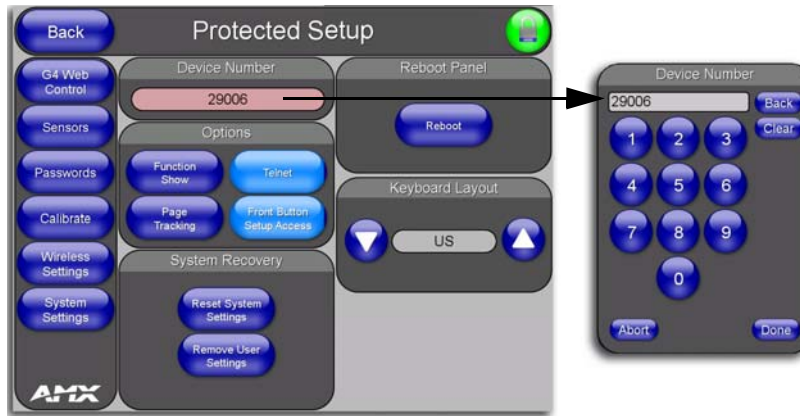 Back
Protected Setup
G4 Web
Control
Sensors
Passwords
Calibrate
Wireless
Settings
System
Settings
AMX
Device Number
29006
Options
Function
Show
Telnet
Page
Tracking
Front Button
Setup Access
System Recovery
Reset System
Settings
Remove User
Settings
Reboot Panel
Reboot
Keyboard Layout
US
Device Number
29006
Back
Clear
1 2 3
4 5 6
7 8 9
0
Abort
Done